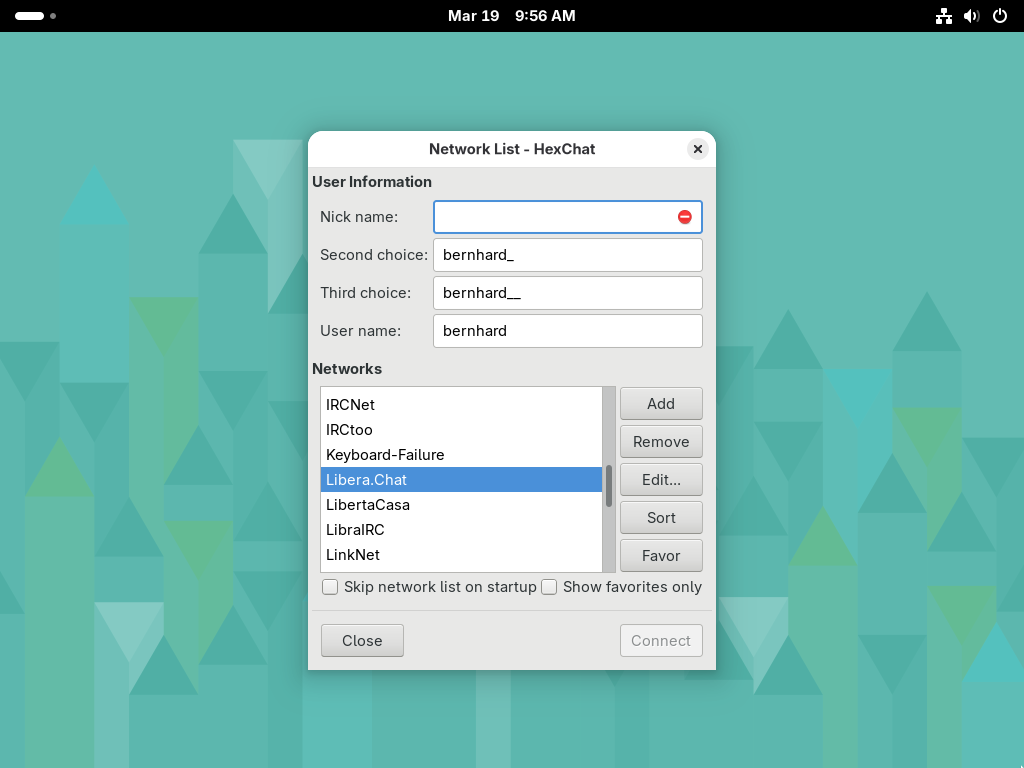 Mar 19 9:56 AM
Network List - HexChat
User Information
Nick name:
Second choice: bernhard_
Third choice: bernhard__
User name: bernhard
Networks
IRCNet
IRCtoo
Keyboard-Failure
Libera.Chat
LibertaCasa
LibraIRC
LinkNet
Add
Remove
Edit...
Sort
Favor
Skip network list on startup Show favorites only
Close Connect